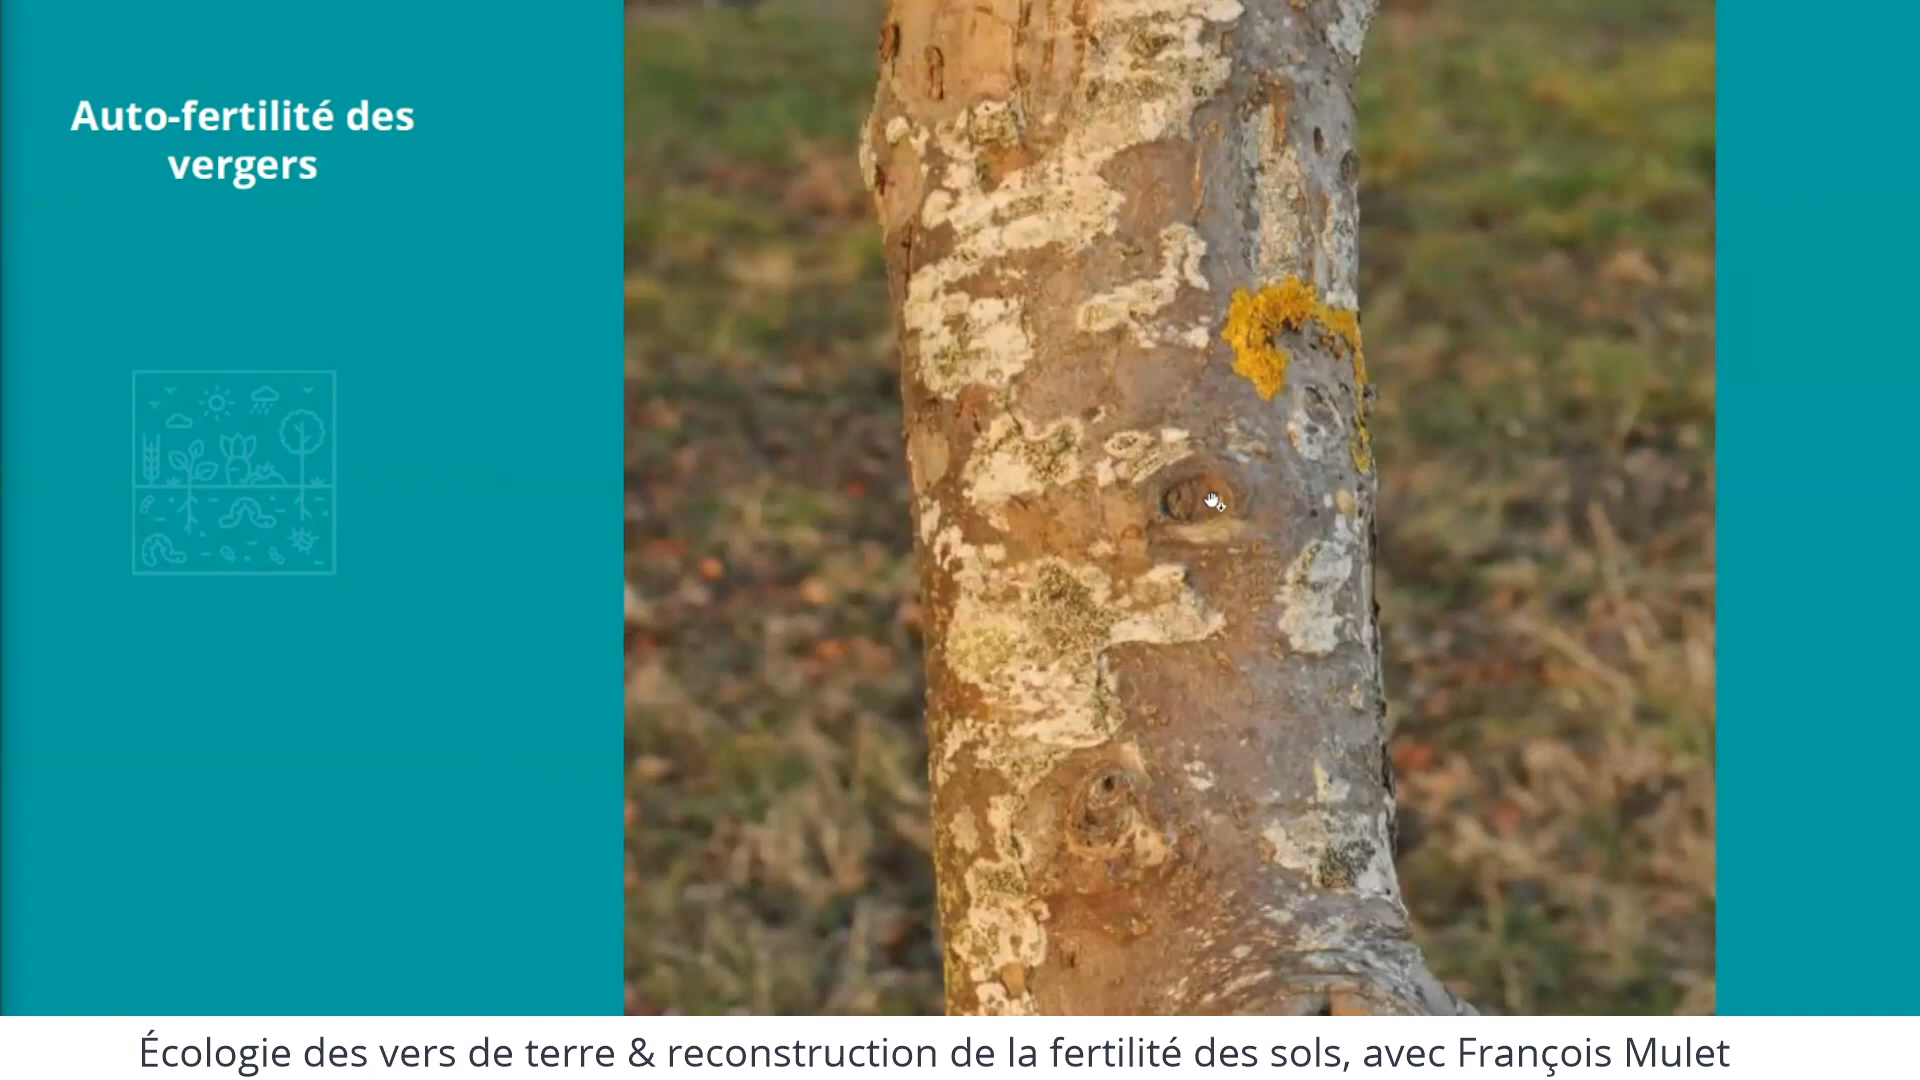 Auto-fertilité des
vergers
Écologie des vers de terre & reconstruction de la fertilité des sols, avec François Mulet